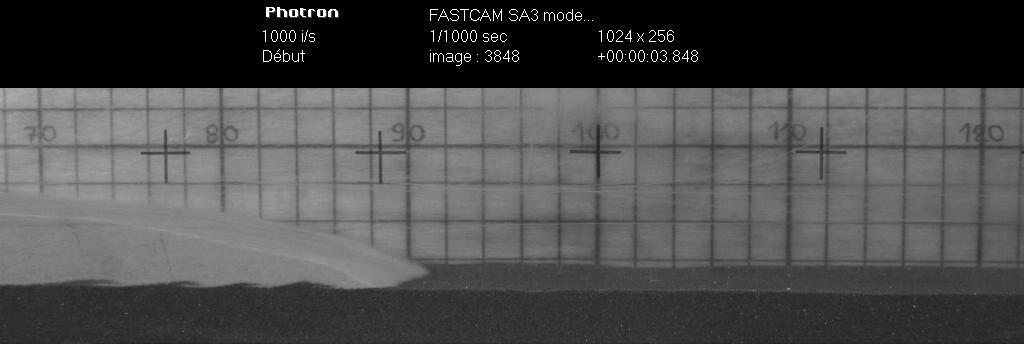 Photron
FASTCAM SA3 mode...
1000 i/s
1/1000 sec
1024 x 256
Début
image : 3848
+00:00:03.848
70
80
90
100
110
120